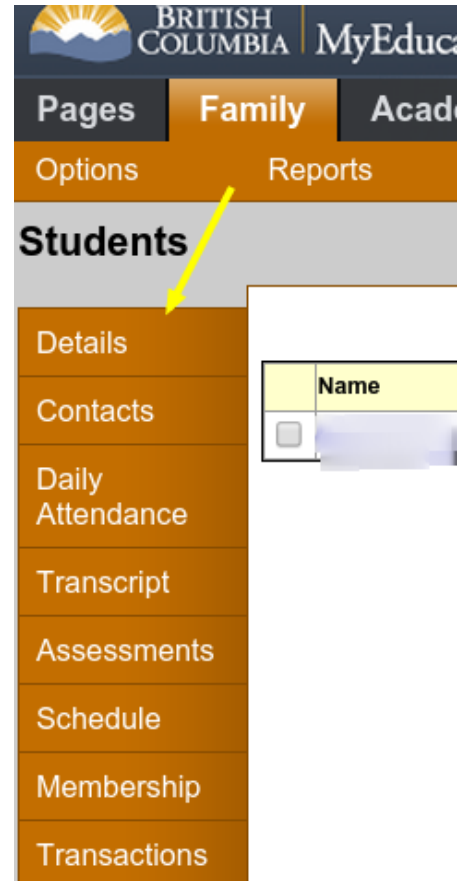 BRITISH
COLUMBIA MyEduca
Pages Family Acad
Options Reports
Students
Details
Name
Contacts
Daily
Attendance
Transcript
Assessments
Schedule
Membership
Transactions